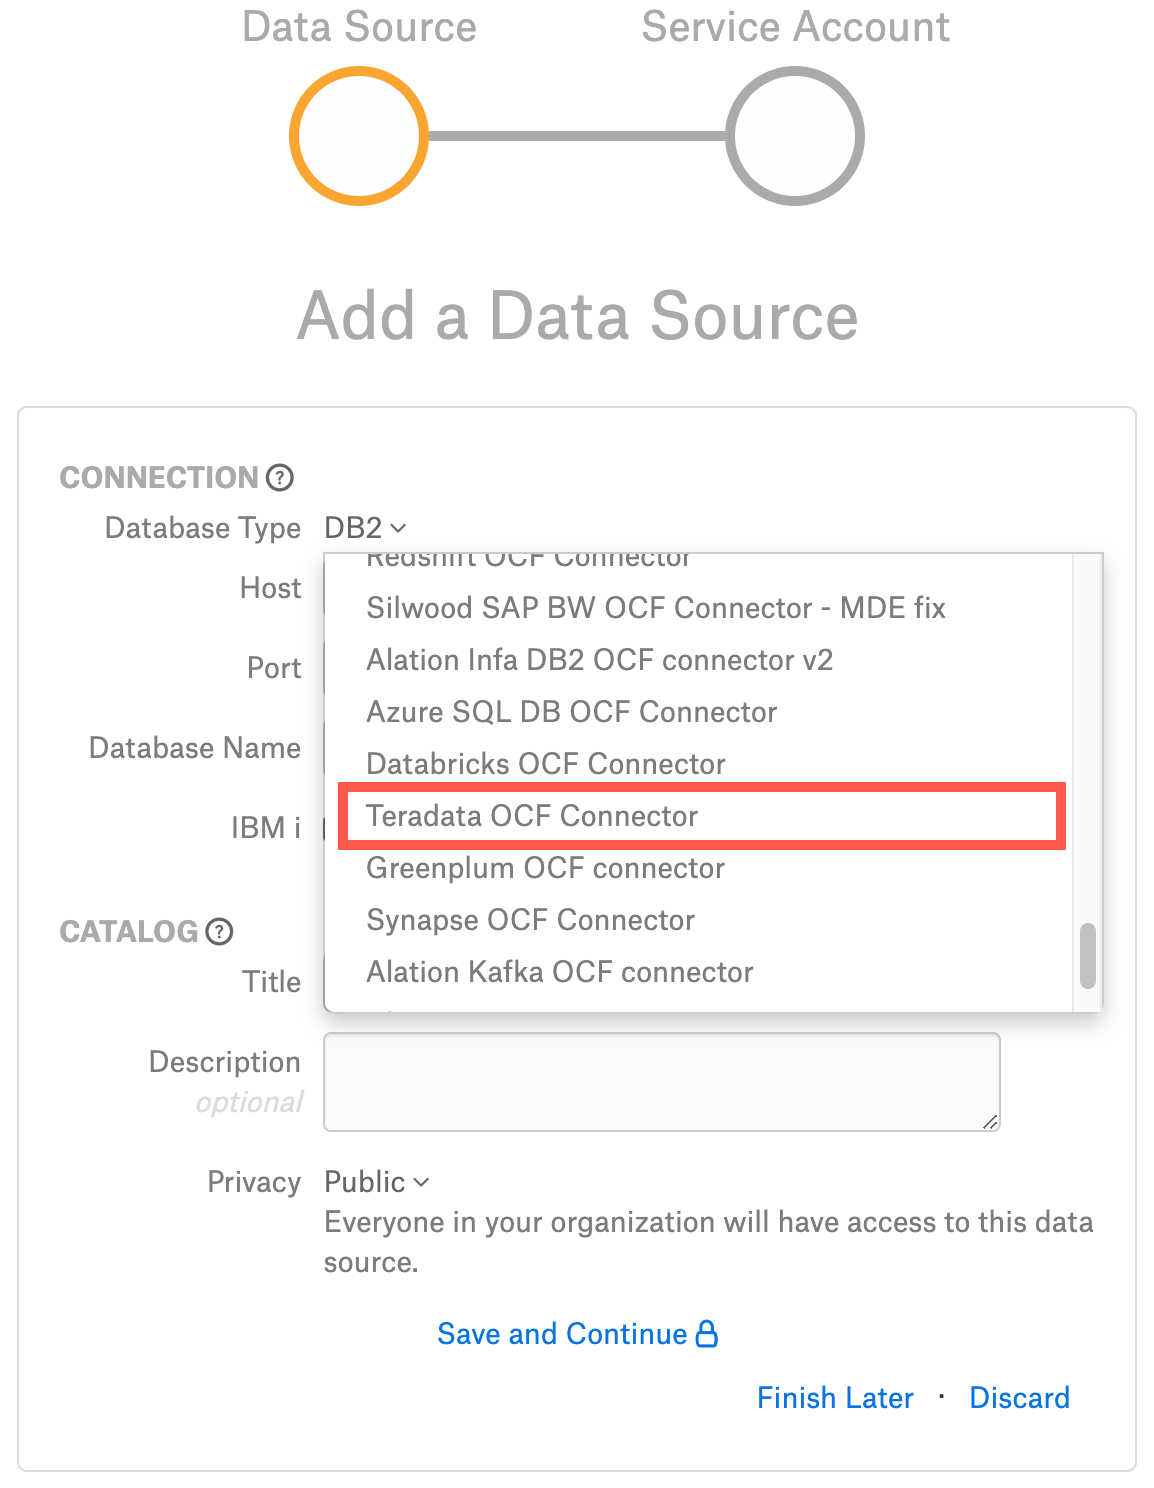 Data Source
Service Account
Add a Data Source
CONNECTION ?
Database Type DB2
Redshift OCF Connector
Host
Silwood SAP BW OCF Connector - MDE fix
Alation Infa DB2 OCF connector v2
Port
Azure SQL DB OCF Connector
Database Name
Databricks OCF Connector
Teradata OCF Connector
IBM i
Greenplum OCF connector
CATALOG ?
Synapse OCF Connector
Title
Alation Kafka OCF connector
Description
optional
Privacy Public
Everyone in your organization will have access to this data
source.
Save and Continue
Finish Later · Discard